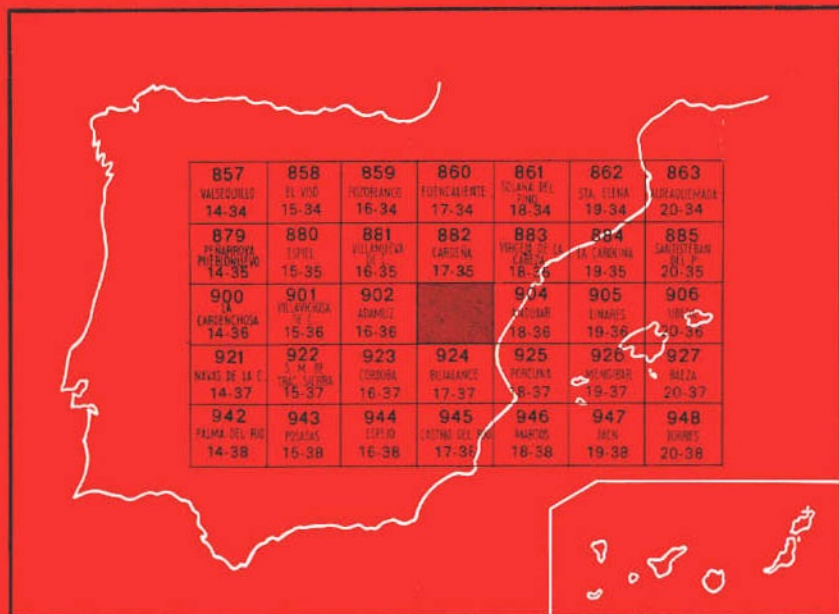 857 858 859 860 861 862 863
VALSEQUILLO EL VISO POZOBLANCO FUENCALIENTE SOLANA DEL PINO STA. ELENA ALDEAQUEMADA
14-34 15-34 16-34 17-34 18-34 19-34 20-34
879 880 881 882 883 884 885
PEÑARROYA PUEBLONUEVO ESPIEL VILLANUEVA DE C. CARDEÑA VIRGEN DE LA CABEZA LA CAROLINA SANTISTEBAN DEL P.
14-35 15-35 16-35 17-35 18-35 19-35 20-35
900 901 902 904 905 906
LA CARDENCHOSA VILLAVICIOSA DE C. ADAMUZ ANDUJAR LINARES UBEDA
14-36 15-36 16-36 18-36 19-36 20-36
921 922 923 924 925 926 927
NAVAS DE LA C. S. M. DE TRAS. SIERRA CORDOBA BUJALANCE PORCUNA MENGIBAR BAEZA
14-37 15-37 16-37 17-37 18-37 19-37 20-37
942 943 944 945 946 947 948
PALMA DEL RIO POSADAS ESPEJO CASTRO DEL RIO MARTOS JAEN TORRES
14-38 15-38 16-38 17-38 18-38 19-38 20-38